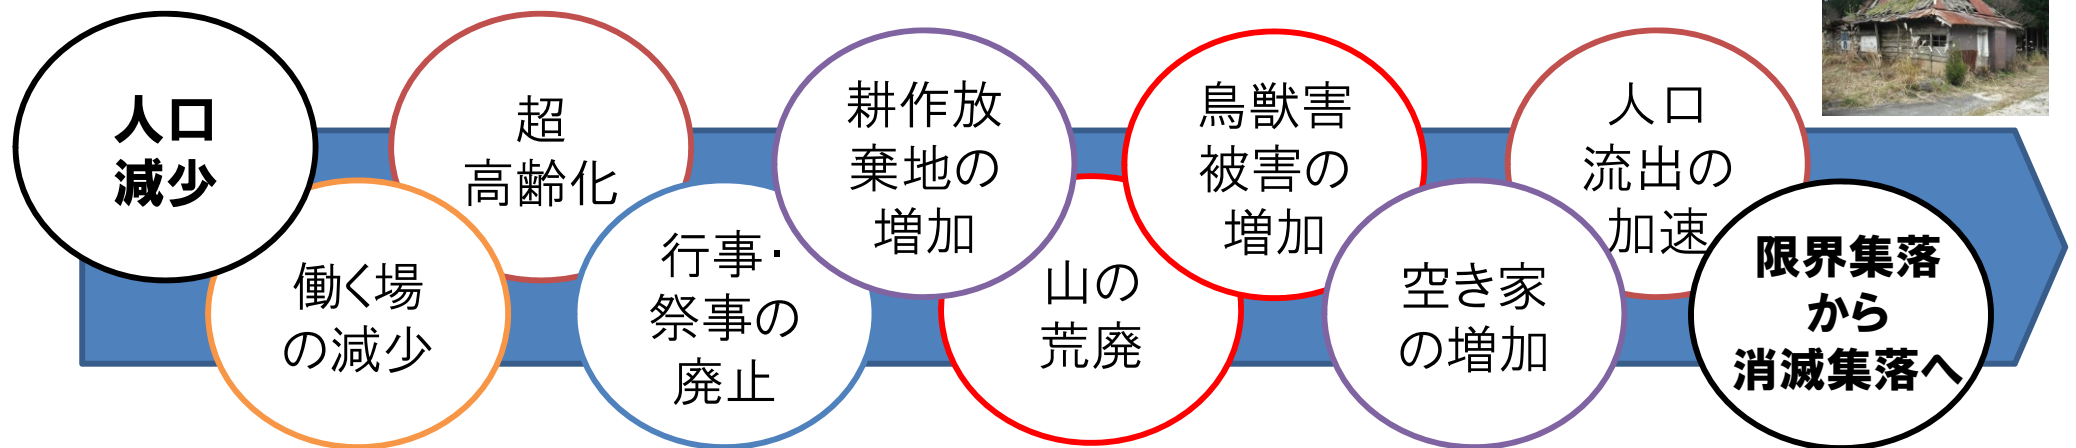 人口
減少
働く場
の減少
超
高齢化
行事・
祭事の
廃止
耕作放
棄地の
増加
山の
荒廃
鳥獣害
被害の
増加
空き家
の増加
人口
流出の
加速
限界集落
から
消滅集落へ